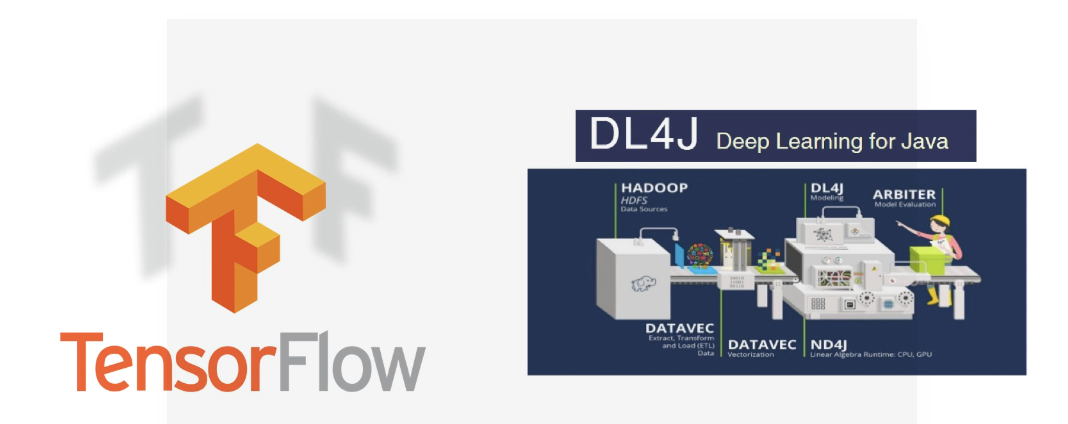 TensorFlow
DL4J Deep Learning for Java
HADOOP
HDFS
Data Sources
DL4J
Modeling
ARBITER
Model Evaluation
DATAVEC
Extract, Transform
and Load (ETL)
Data
DATAVEC
Vectorization
ND4J
Linear Algebra Runtime: CPU, GPU